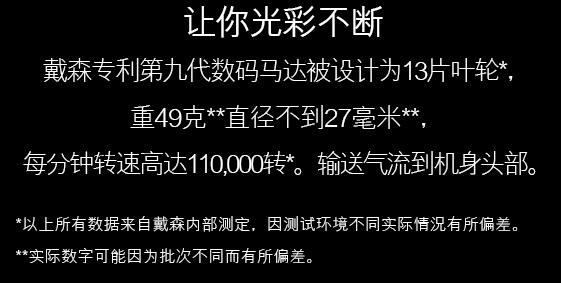 让你光彩不断
戴森专利第九代数码马达被设计为13片叶轮*，
重49克**直径不到27毫米**，
每分钟转速高达110,000转*。输送气流到机身头部。
*以上所有数据来自戴森内部测定，因测试环境不同实际情况有所偏差。
**实际数字可能因为批次不同而有所偏差。